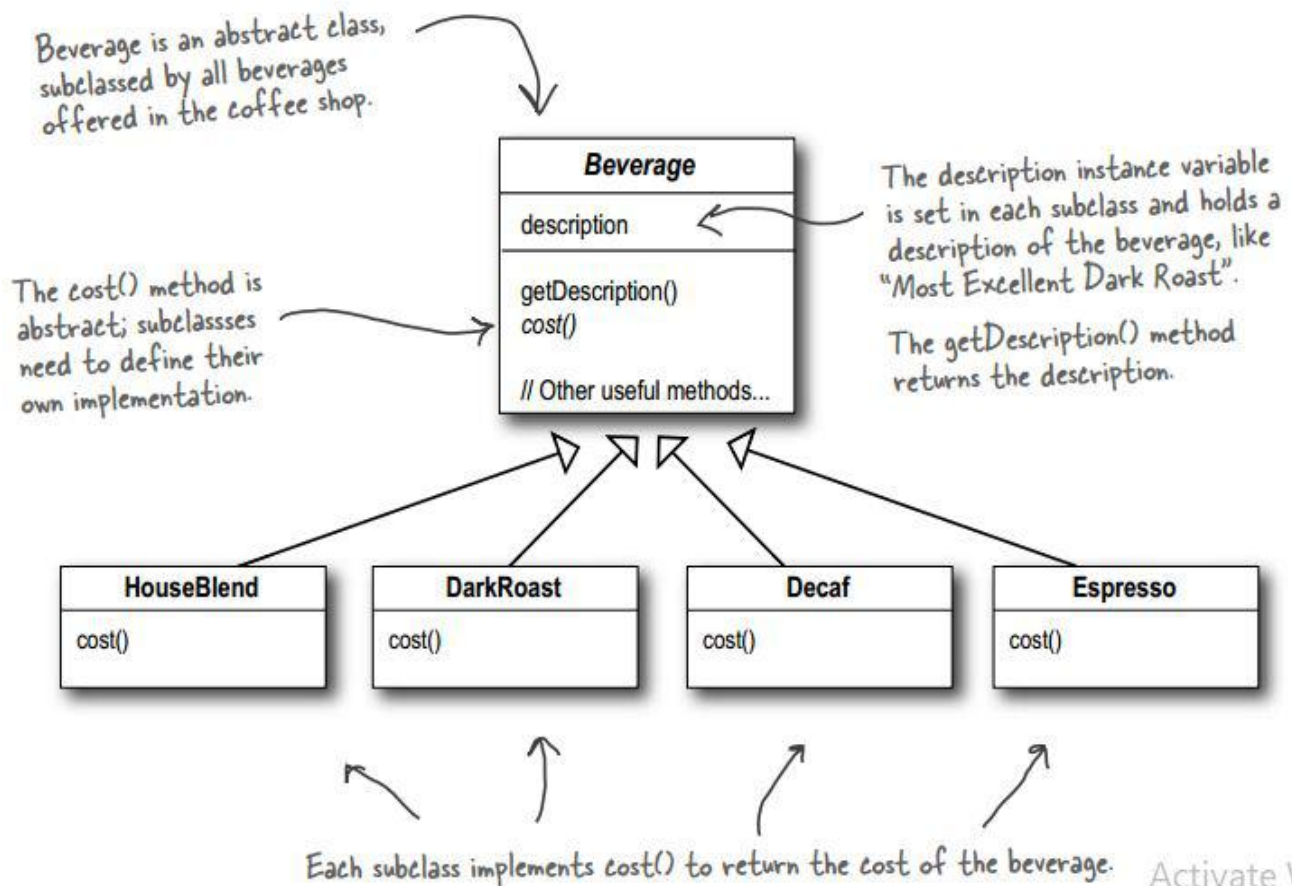 Beverage is an abstract class,
subclassed by all beverages
offered in the coffee shop.
Beverage
description
getDescription()
cost()
// Other useful methods...
The description instance variable
is set in each subclass and holds a
description of the beverage, like
“Most Excellent Dark Roast”.
The getDescription() method
returns the description.
The cost() method is
abstract; subclassses
need to define their
own implementation.
HouseBlend
cost()
DarkRoast
cost()
Decaf
cost()
Espresso
cost()
Each subclass implements cost() to return the cost of the beverage.
Activate